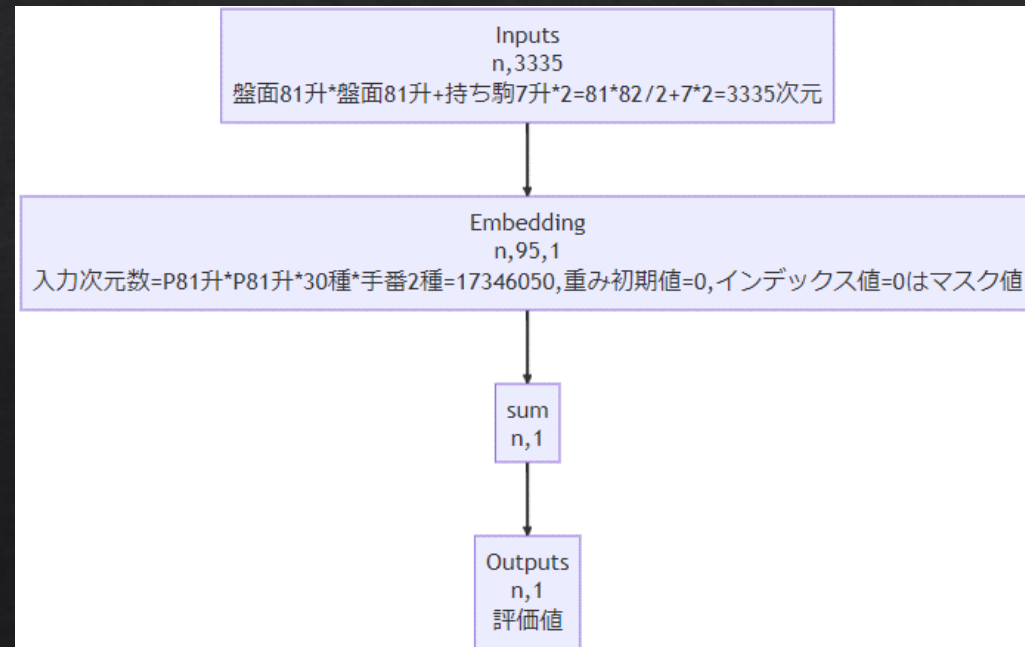 Inputs
n,3335
盤面81升*盤面81升+持ち駒7升*2=81*82/2+7*2=3335次元
Embedding
n,95,1
入力次元数=P81升*P81升*30種*手番2種=17346050,重み初期値=0,インデックス値=0はマスク値
sum
n,1
Outputs
n,1
評価値